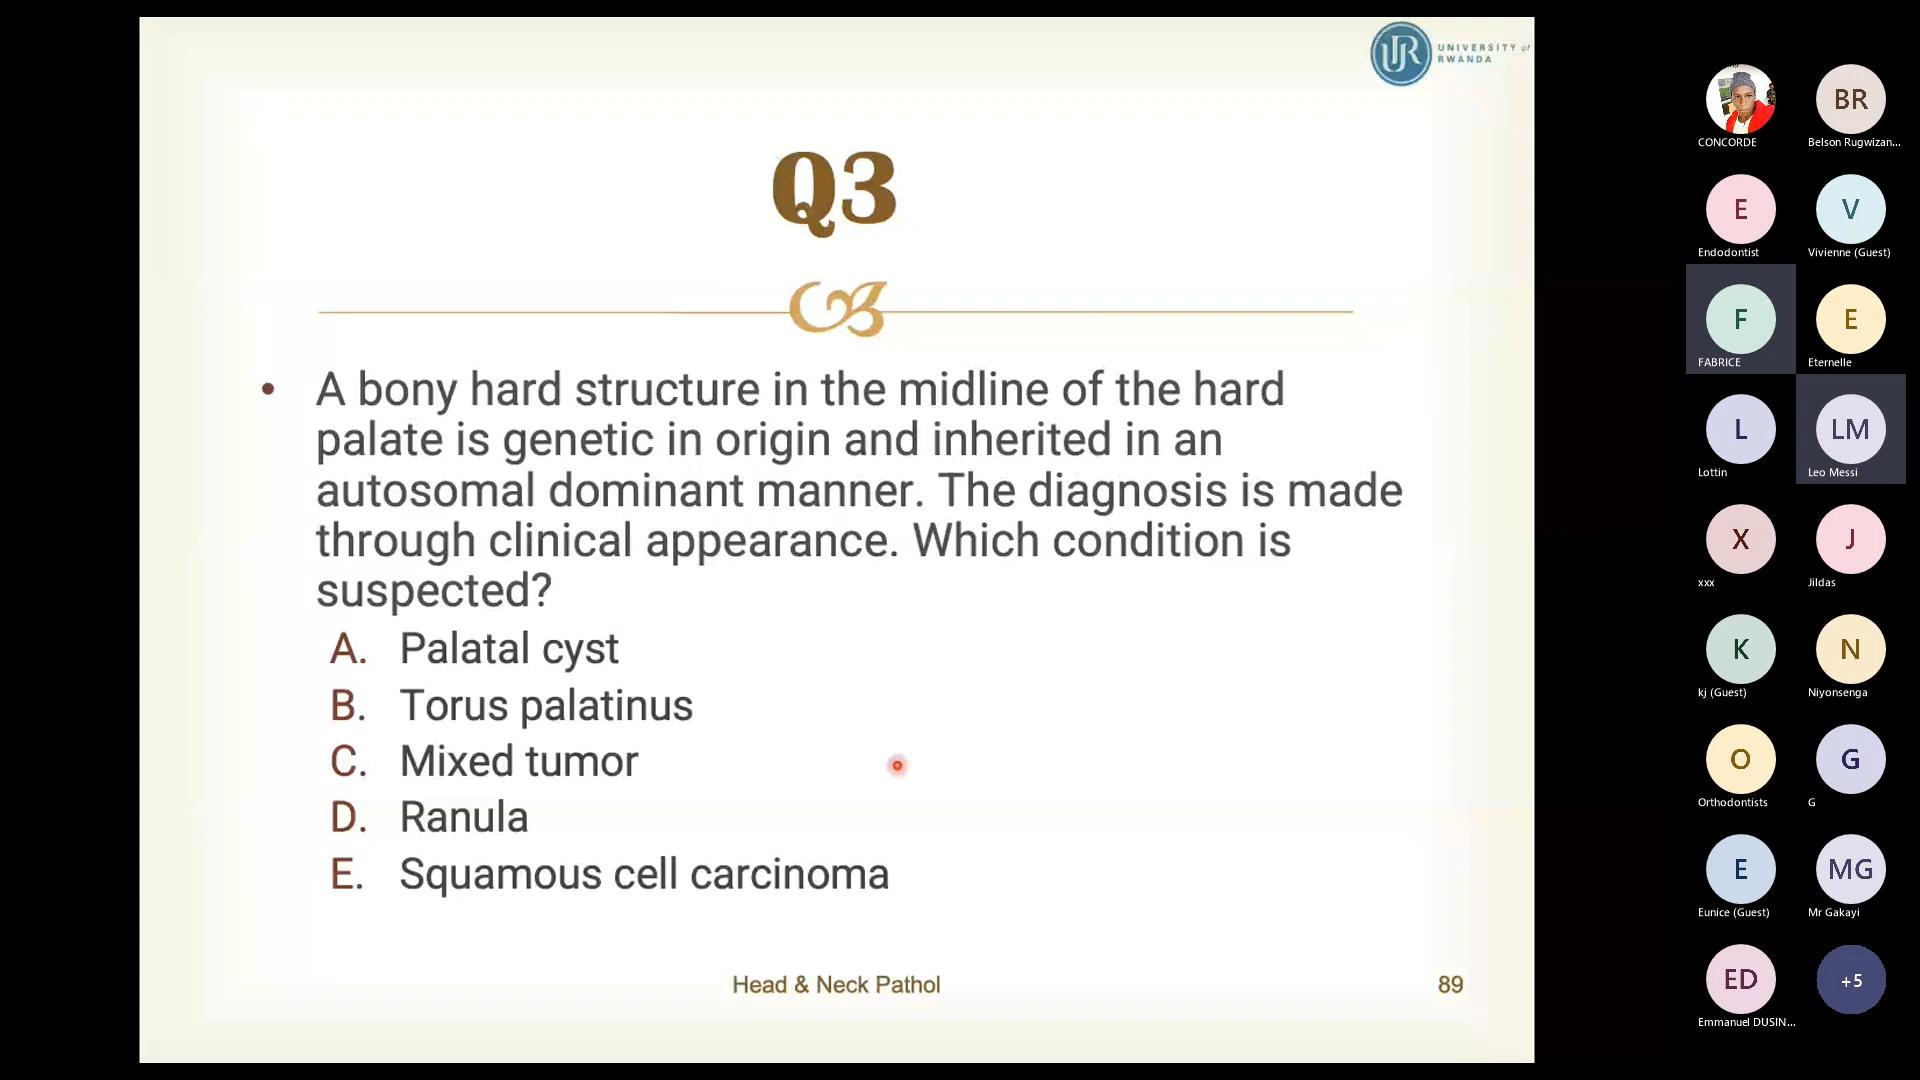 UNIVERSITY of
RWANDA
Q3
• A bony hard structure in the midline of the hard
palate is genetic in origin and inherited in an
autosomal dominant manner. The diagnosis is made
through clinical appearance. Which condition is
suspected?
A. Palatal cyst
B. Torus palatinus
C. Mixed tumor
D. Ranula
E. Squamous cell carcinoma
Head & Neck Pathol
89
CONCORDE
BR
Belson Rugwizan...
E
Endodontist
V
Vivienne (Guest)
F
FABRICE
E
Eternelle
L
Lottin
LM
Leo Messi
X
xxx
J
Jildas
K
kj (Guest)
N
Niyonsenga
O
Orthodontists
G
G
E
Eunice (Guest)
MG
Mr Gakayi
ED
Emmanuel DUSIN...
+5